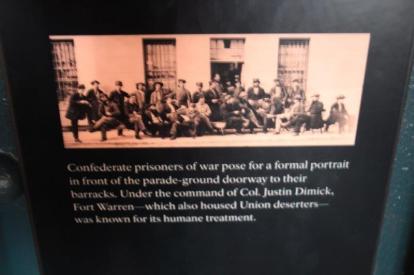 Confederate prisoners of war pose for a formal portrait
in front of the parade-ground doorway to their
barracks. Under the command of Col. Justin Dimick,
Fort Warren—which also housed Union deserters—
was known for its humane treatment.